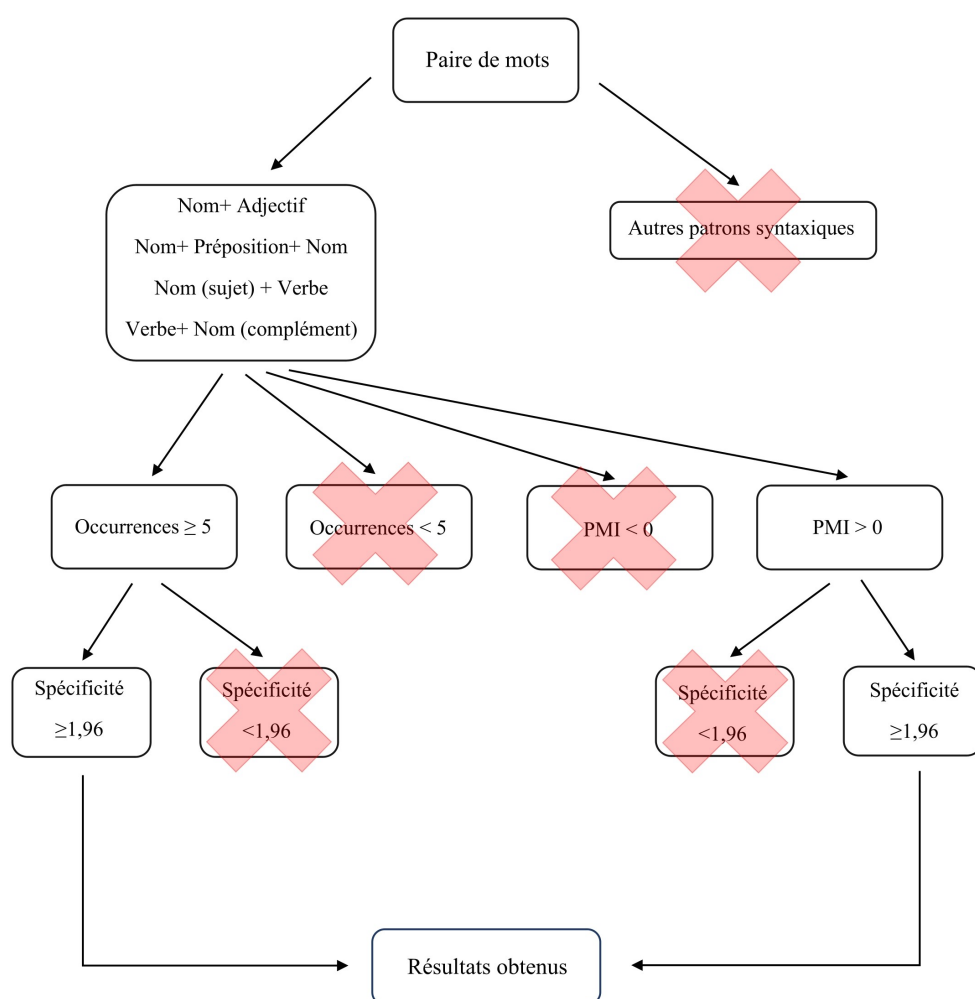 Paire de mots
Nom+ Adjectif
Nom+ Préposition+ Nom
Nom (sujet) + Verbe
Verbe+ Nom (complément)
Autres patrons syntaxiques
Occurrences ≥ 5
Occurrences < 5
PMI < 0
PMI > 0
Spécificité
≥1,96
Spécificité
<1,96
Spécificité
<1,96
Spécificité
≥1,96
Résultats obtenus